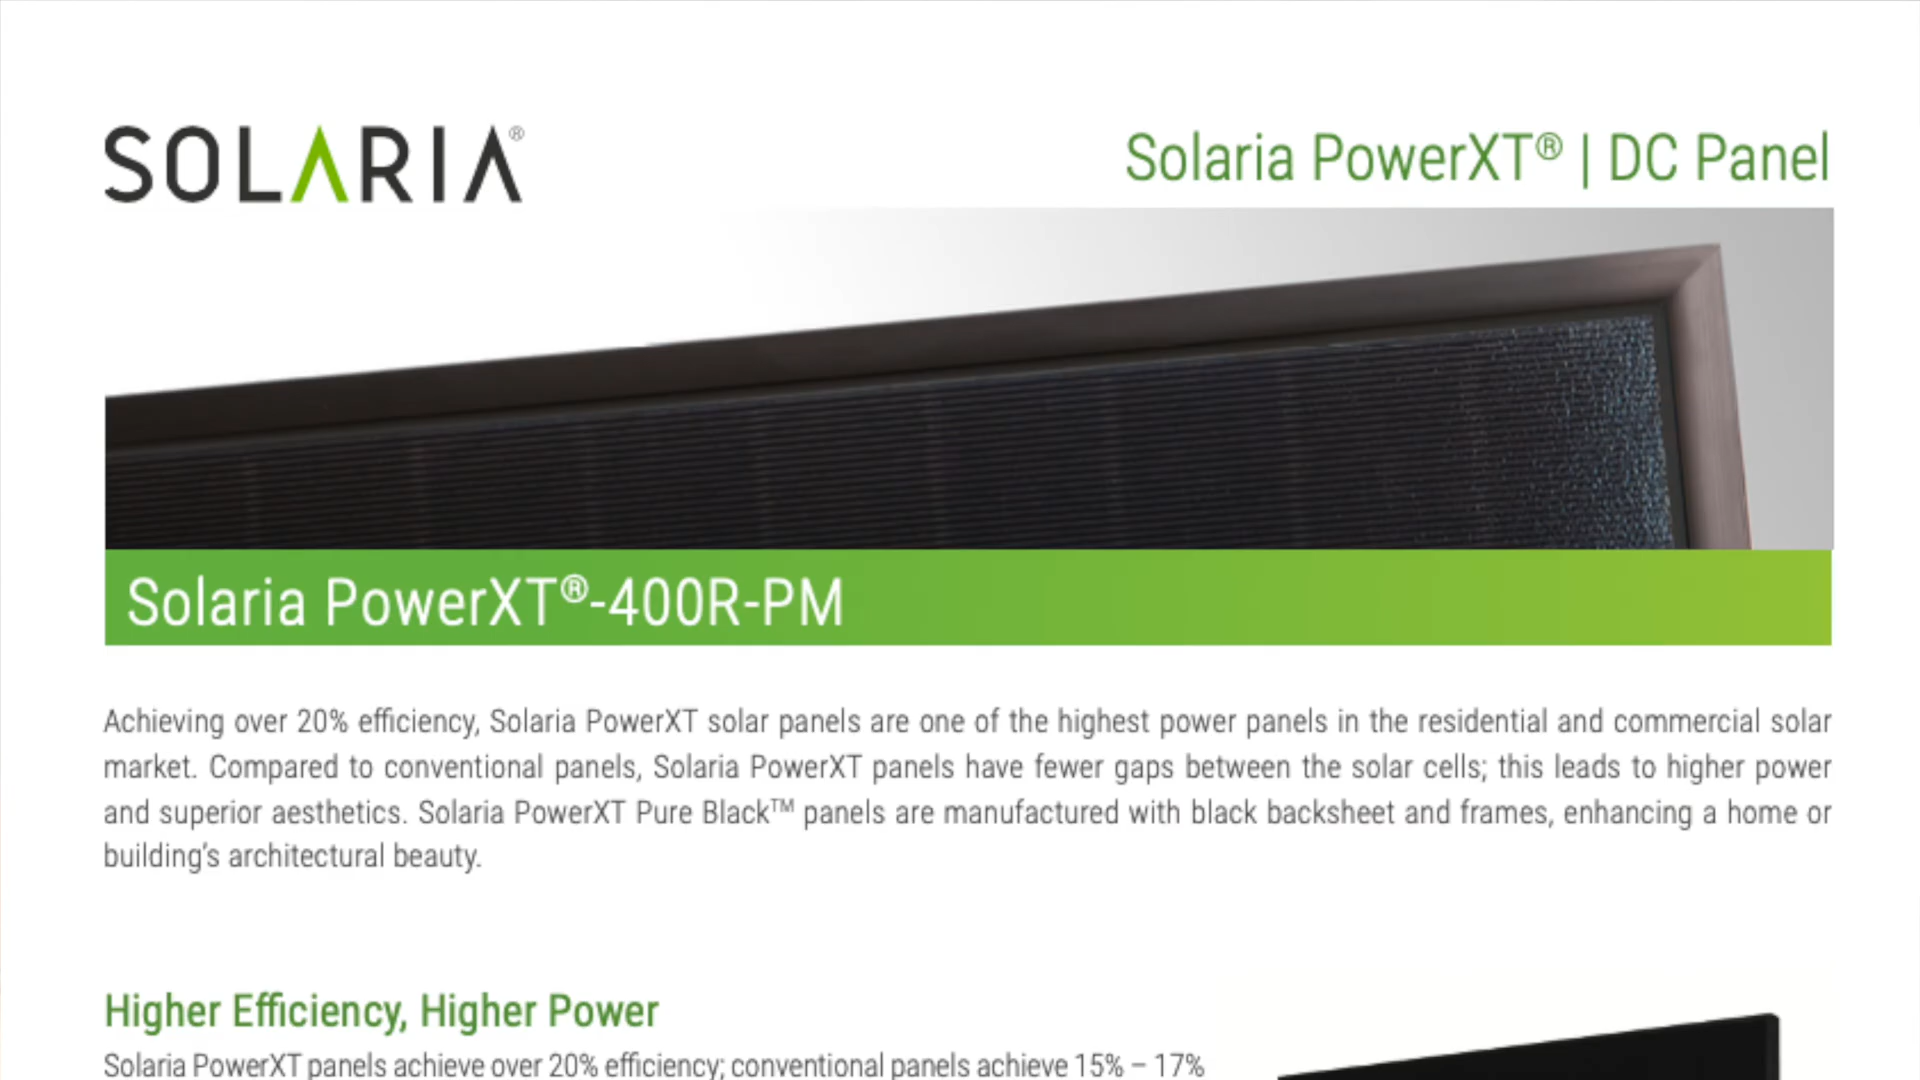 SOLARIA®
Solaria PowerXT® | DC Panel
Solaria PowerXT®-400R-PM
Achieving over 20% efficiency, Solaria PowerXT solar panels are one of the highest power panels in the residential and commercial solar
market. Compared to conventional panels, Solaria PowerXT panels have fewer gaps between the solar cells; this leads to higher power
and superior aesthetics. Solaria PowerXT Pure Black™ panels are manufactured with black backsheet and frames, enhancing a home or
building’s architectural beauty.
Higher Efficiency, Higher Power
Solaria PowerXT panels achieve over 20% efficiency; conventional panels achieve 15% – 17%